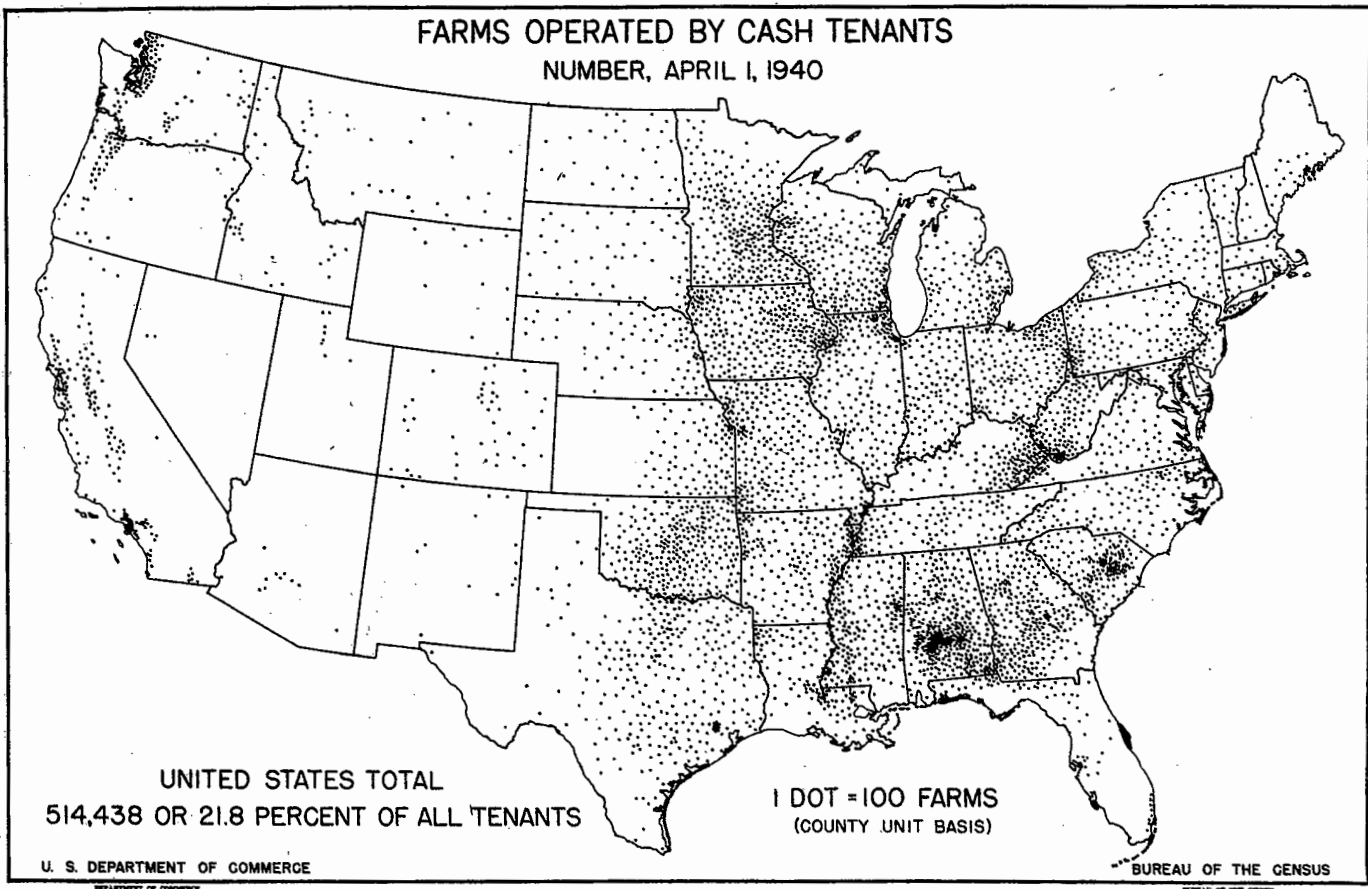 FARMS OPERATED BY CASH TENANTS
NUMBER, APRIL 1, 1940
UNITED STATES TOTAL
514,438 OR 21.8 PERCENT OF ALL TENANTS
1 DOT = 100 FARMS
(COUNTY UNIT BASIS)
U. S. DEPARTMENT OF COMMERCE
BUREAU OF THE CENSUS